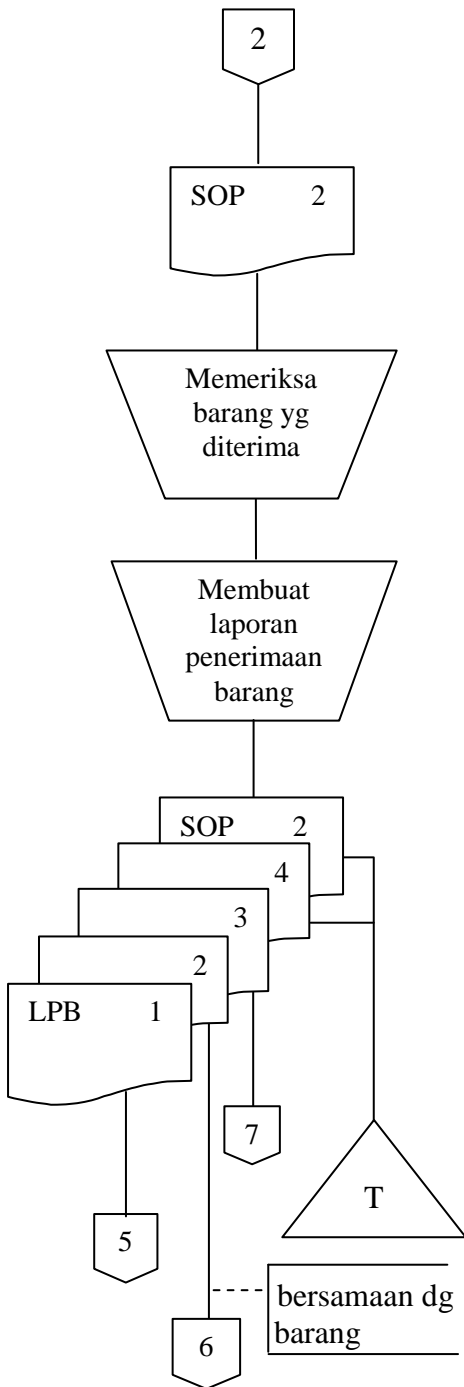 2
SOP 2
Memeriksa
barang yg
diterima
Membuat
laporan
penerimaan
barang
SOP 2
4
3
2
LPB 1
7
T
5
bersamaan dg
barang
6